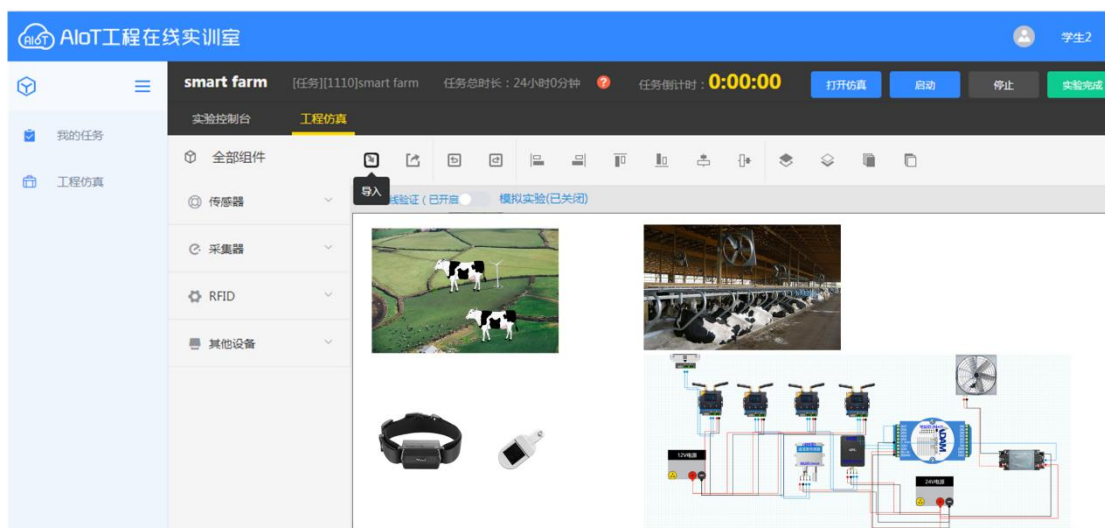 AIoT AIoT工程在线实训室 学生2
smart farm [任务][1110]smart farm 任务总时长：24小时0分钟 ? 任务倒计时：0:00:00 打开仿真 启动 停止 实验完成
实验控制台 工程仿真
我的任务
工程仿真
全部组件
导入
线验证 ( 已开启 模拟实验(已关闭)
传感器
采集器
RFID
其他设备
GPS
ADAM
12V电源
24V电源